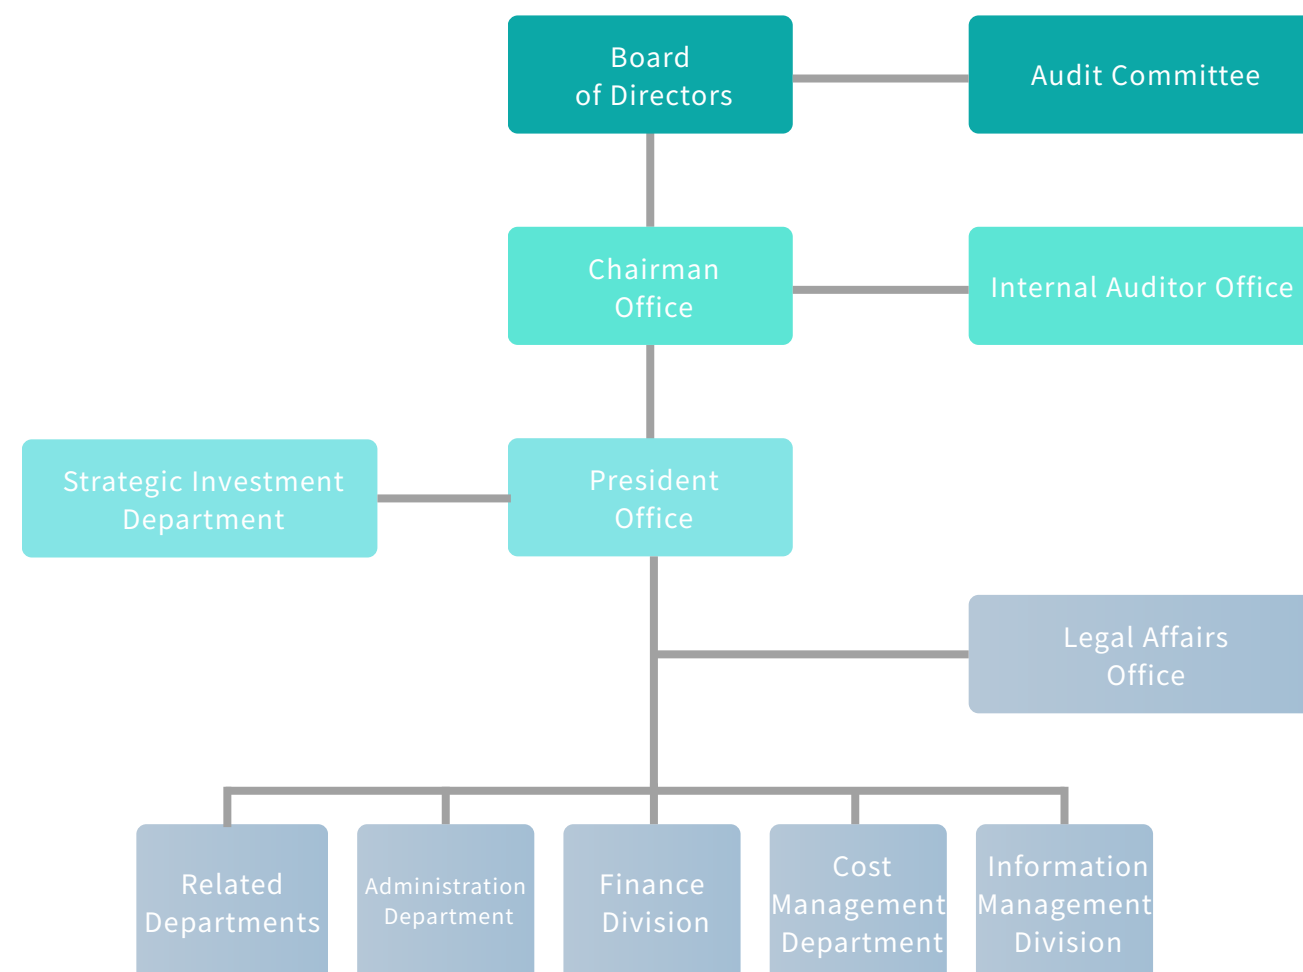 Board
of Directors
Audit Committee
Chairman
Office
Internal Auditor Office
Strategic Investment
Department
President
Office
Legal Affairs
Office
Related
Departments
Administration
Department
Finance
Division
Cost
Management
Department
Information
Management
Division